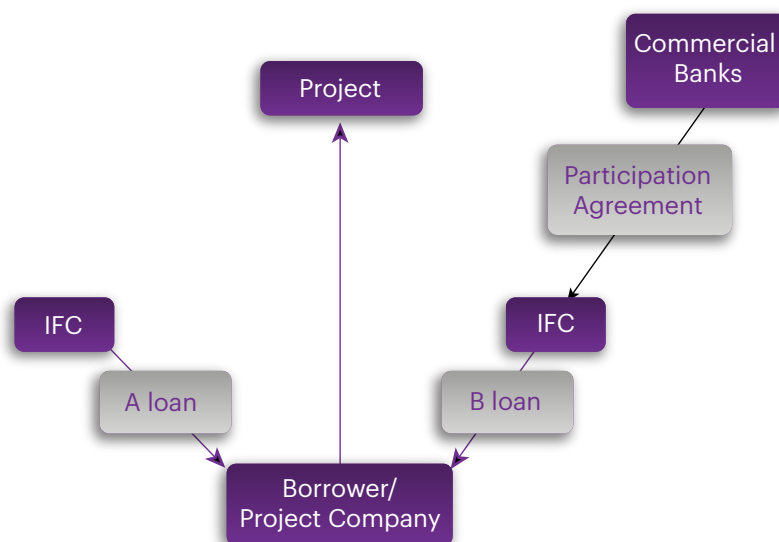 Commercial
Banks
Project
Participation
Agreement
IFC
IFC
A loan
B loan
Borrower/
Project Company